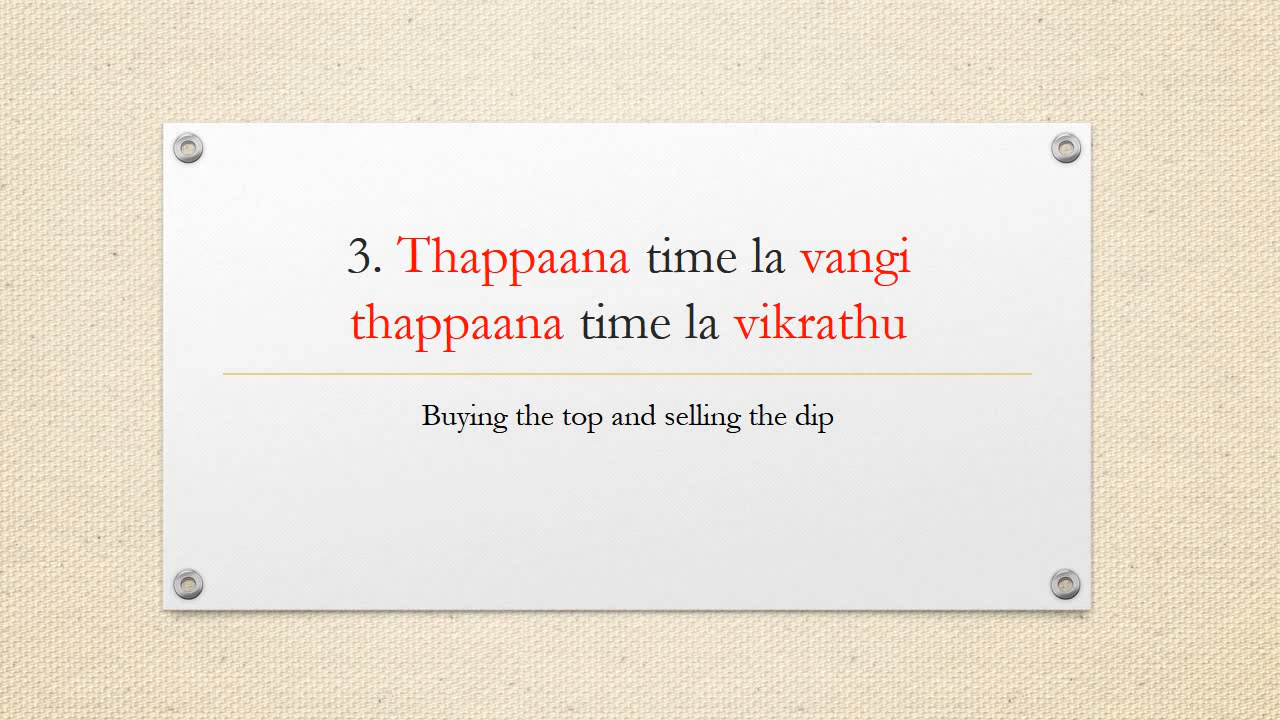 3. Thappaana time la vangi
thappaana time la vikrathu
Buying the top and selling the dip